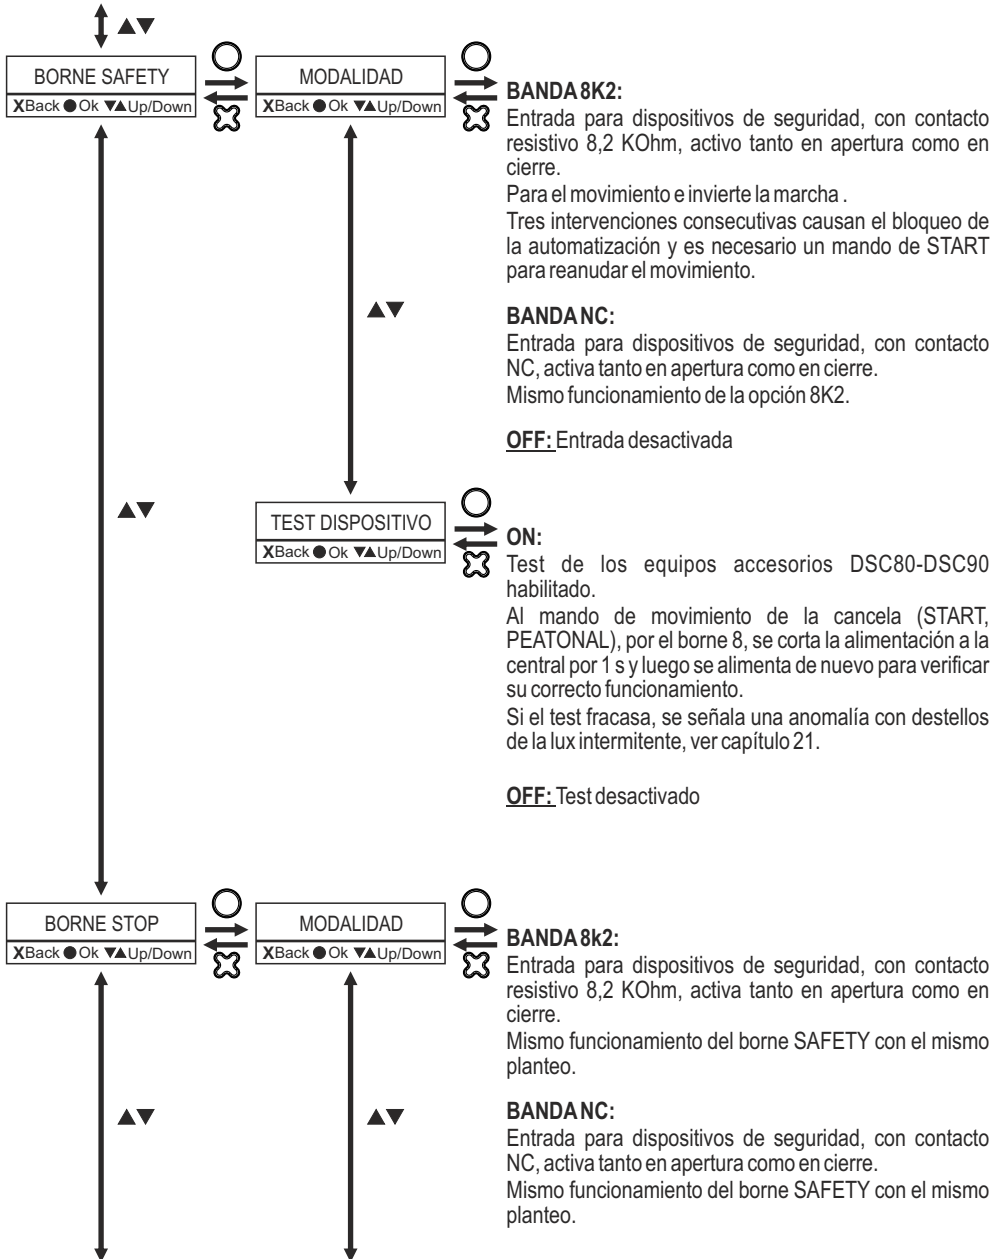 ▲▼
BORNE SAFETY
XBack ● Ok ▼▲ Up/Down
MODALIDAD
XBack ● Ok ▼▲ Up/Down
BANDA 8K2:
Entrada para dispositivos de seguridad, con contacto
resistivo 8,2 KOhm, activo tanto en apertura como en
cierre.
Para el movimiento e invierte la marcha .
Tres intervenciones consecutivas causan el bloqueo de
la automatización y es necesario un mando de START
para reanudar el movimiento.
▲▼
BANDA NC:
Entrada para dispositivos de seguridad, con contacto
NC, activa tanto en apertura como en cierre.
Mismo funcionamiento de la opción 8K2.
OFF: Entrada desactivada
▲▼
TEST DISPOSITIVO
XBack ● Ok ▼▲ Up/Down
ON:
Test de los equipos accesorios DSC80-DSC90
habilitado.
Al mando de movimiento de la cancela (START,
PEATONAL), por el borne 8, se corta la alimentación a la
central por 1 s y luego se alimenta de nuevo para verificar
su correcto funcionamiento.
Si el test fracasa, se señala una anomalía con destellos
de la lux intermitente, ver capítulo 21.
OFF: Test desactivado
BORNE STOP
XBack ● Ok ▼▲ Up/Down
MODALIDAD
XBack ● Ok ▼▲ Up/Down
BANDA 8k2:
Entrada para dispositivos de seguridad, con contacto
resistivo 8,2 KOhm, activa tanto en apertura como en
cierre.
Mismo funcionamiento del borne SAFETY con el mismo
planteo.
▲▼
▲▼
BANDA NC:
Entrada para dispositivos de seguridad, con contacto
NC, activa tanto en apertura como en cierre.
Mismo funcionamiento del borne SAFETY con el mismo
planteo.